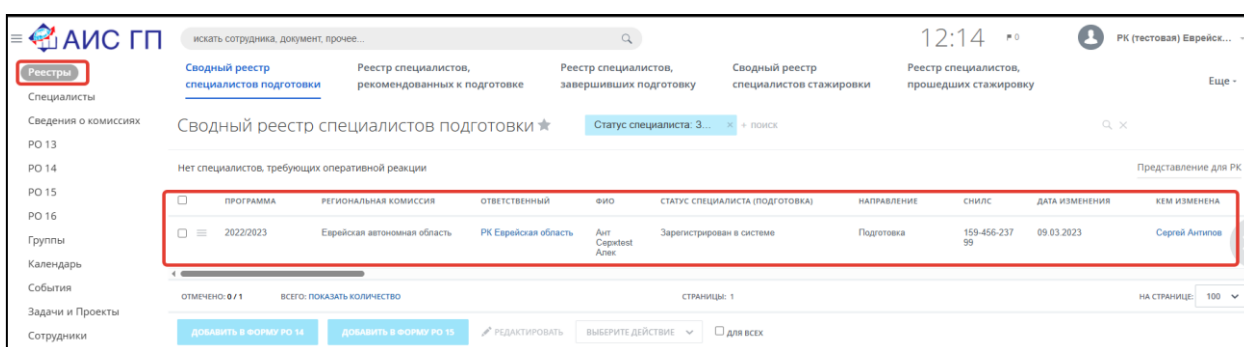 АИС ГП
искать сотрудника, документ, прочее...
12:14
0
РК (тестовая) Еврейск...
Реестры
Специалисты
Сведения о комиссиях
РО 13
РО 14
РО 15
РО 16
Группы
Календарь
События
Задачи и Проекты
Сотрудники
Сводный реестр
специалистов подготовки
Реестр специалистов,
рекомендованных к подготовке
Реестр специалистов,
завершивших подготовку
Сводный реестр
специалистов стажировки
Реестр специалистов,
прошедших стажировку
Еще
Сводный реестр специалистов подготовки
Статус специалиста: З... × + поиск
Нет специалистов, требующих оперативной реакции
Представление для РК
ПРОГРАММА РЕГИОНАЛЬНАЯ КОМИССИЯ ОТВЕТСТВЕННЫЙ ФИО СТАТУС СПЕЦИАЛИСТА (ПОДГОТОВКА) НАПРАВЛЕНИЕ СНИЛС ДАТА ИЗМЕНЕНИЯ КЕМ ИЗМЕНЕНА
2022/2023 Еврейская автономная область РК Еврейская область Ант Зарегистрирован в системе Подготовка 159-456-237 09.03.2023 Сергей Антипов
Сержtest 99
Алек
ОТМЕЧЕНО: 0 / 1 ВСЕГО: ПОКАЗАТЬ КОЛИЧЕСТВО СТРАНИЦЫ: 1 НА СТРАНИЦЕ: 100
ДОБАВИТЬ В ФОРМУ РО 14 ДОБАВИТЬ В ФОРМУ РО 15 РЕДАКТИРОВАТЬ ВЫБЕРИТЕ ДЕЙСТВИЕ ДЛЯ ВСЕХ